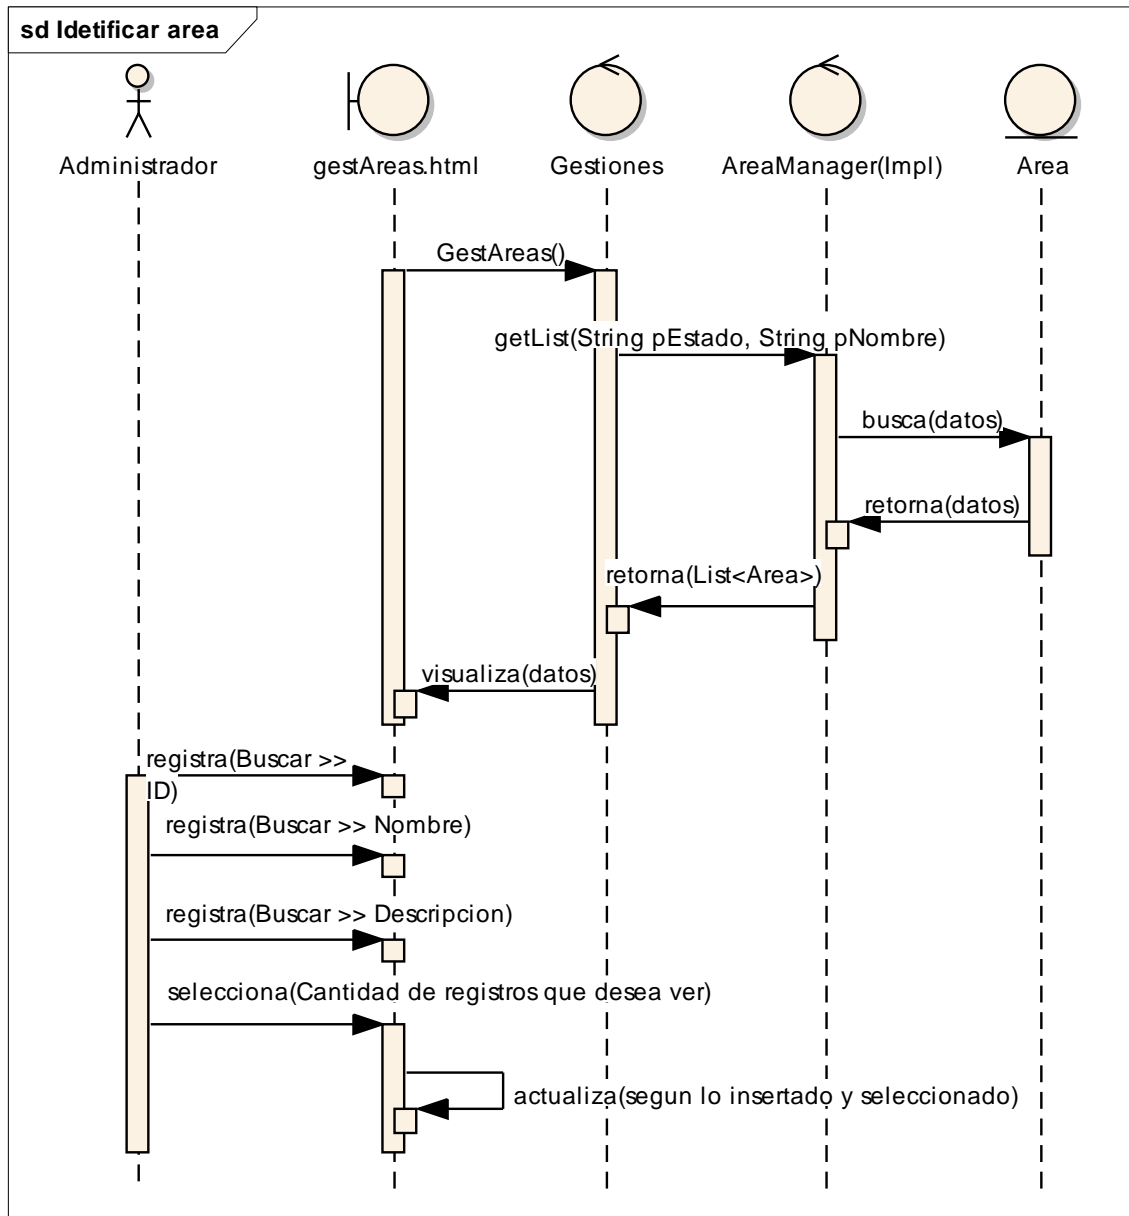 sd Idetificar area
Administrador
gestAreas.html
Gestiones
AreaManager(Impl)
Area
GestAreas()
getList(String pEstado, String pNombre)
busca(datos)
retorna(datos)
retorna(List<Area>)
visualiza(datos)
registra(Buscar >>
ID)
registra(Buscar >> Nombre)
registra(Buscar >> Descripcion)
selecciona(Cantidad de registros que desea ver)
actualiza(segun lo insertado y seleccionado)